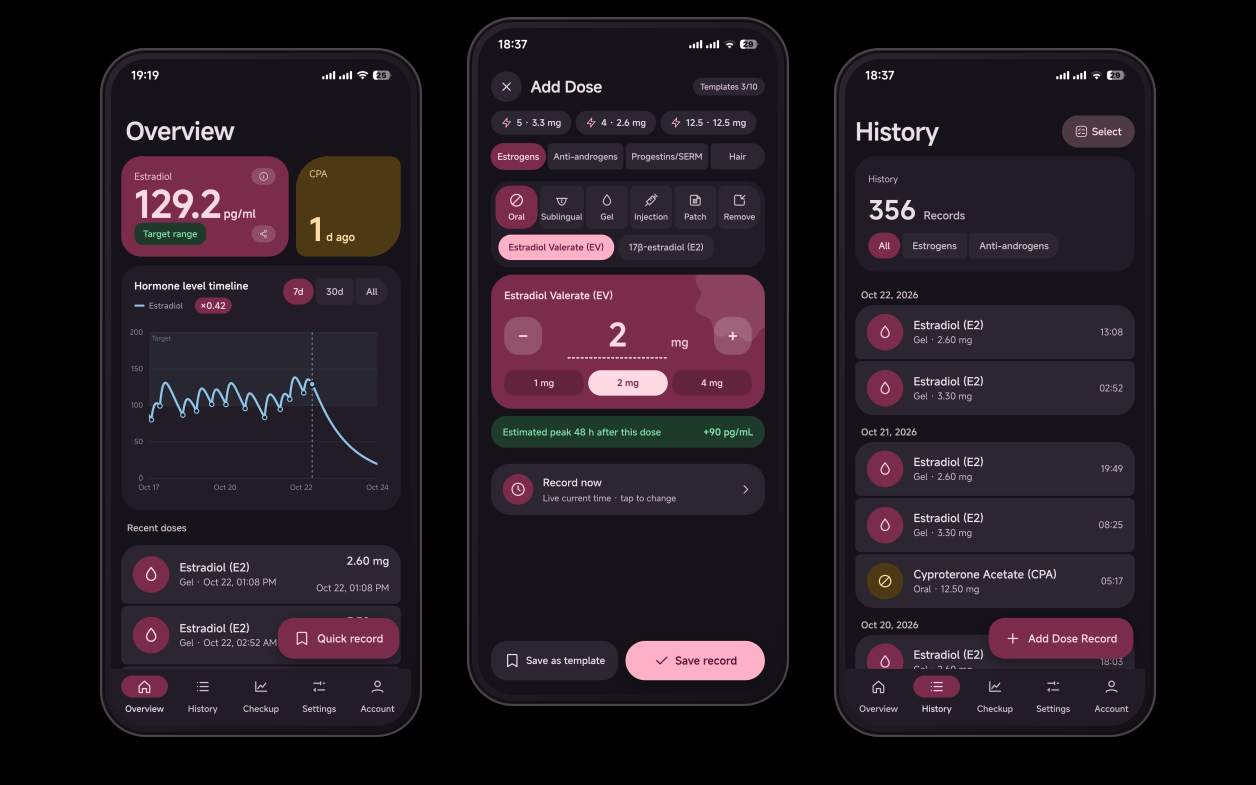 19:19
25
Overview
Estradiol
129.2 pg/ml
Target range
CPA
1 d ago
Hormone level timeline
Estradiol
×0.42
7d
30d
All
200
150
100
50
0
Target
Oct 17
Oct 20
Oct 22
Oct 24
Recent doses
Estradiol (E2)
Gel · Oct 22, 01:08 PM
2.60 mg
Oct 22, 01:08 PM
Estradiol (E2)
Gel · Oct 22, 02:52 AM
Quick record
Overview
History
Checkup
Settings
Account
18:37
29
Add Dose
Templates 3/10
5 · 3.3 mg
4 · 2.6 mg
12.5 · 12.5 mg
Estrogens
Anti-androgens
Progestins/SERM
Hair
Oral
Sublingual
Gel
Injection
Patch
Remove
Estradiol Valerate (EV)
17β-estradiol (E2)
Estradiol Valerate (EV)
−
2 mg
+
1 mg
2 mg
4 mg
Estimated peak 48 h after this dose
+90 pg/mL
Record now
Live current time · tap to change
Save as template
Save record
18:37
29
History
Select
History
356 Records
All
Estrogens
Anti-androgens
Oct 22, 2026
Estradiol (E2)
Gel · 2.60 mg
13:08
Estradiol (E2)
Gel · 3.30 mg
02:52
Oct 21, 2026
Estradiol (E2)
Gel · 2.60 mg
19:49
Estradiol (E2)
Gel · 3.30 mg
08:25
Cyproterone Acetate (CPA)
Oral · 12.50 mg
05:17
Oct 20, 2026
Estradiol (E2)
Gel · 2.60 mg
18:03
Add Dose Record
Overview
History
Checkup
Settings
Account